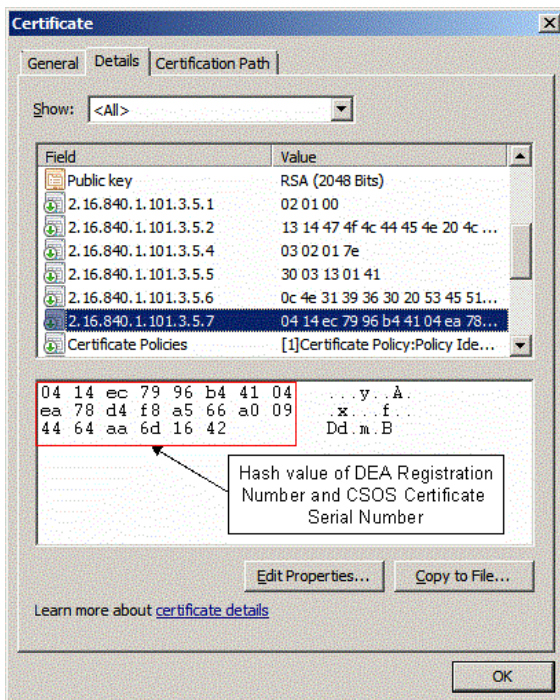 Certificate
General Details Certification Path
Show: <All>
Field Value
Public key RSA (2048 Bits)
2.16.840.1.101.3.5.1 02 01 00
2.16.840.1.101.3.5.2 13 14 47 4f 4c 44 45 4e 20 4c ...
2.16.840.1.101.3.5.4 03 02 01 7e
2.16.840.1.101.3.5.5 30 03 13 01 41
2.16.840.1.101.3.5.6 0c 4e 31 39 36 30 20 53 45 51...
2.16.840.1.101.3.5.7 04 14 ec 79 96 b4 41 04 ea 78...
Certificate Policies [1]Certificate Policy:Policy Ide...
04 14 ec 79 96 b4 41 04 ...y..A.
ea 78 d4 f8 a5 66 a0 09 .x...f..
44 64 aa 6d 16 42 Dd.m.B
Hash value of DEA Registration
Number and CSOS Certificate
Serial Number
Edit Properties... Copy to File...
Learn more about certificate details
OK